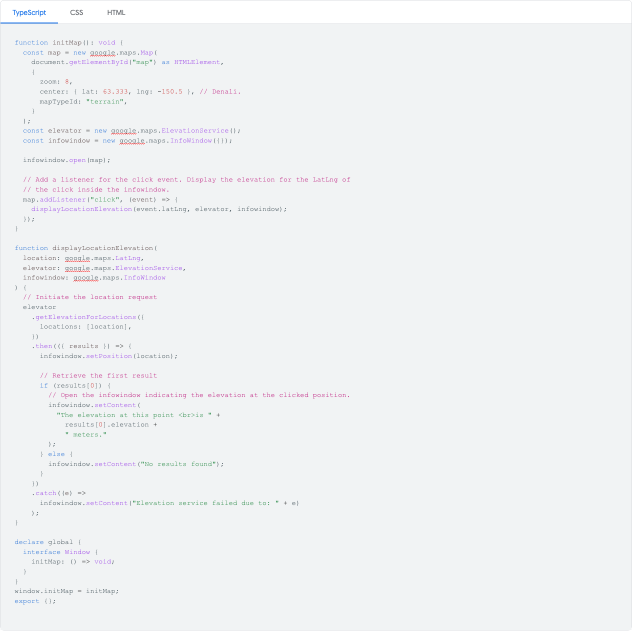 TypeScript CSS HTML
function initMap(): void {
const map = new google.maps.Map(
document.getElementById("map") as HTMLElement,
{
zoom: 8,
center: { lat: 63.333, lng: -150.5 }, // Denali.
mapTypeId: "terrain",
}
);
const elevator = new google.maps.ElevationService();
const infowindow = new google.maps.InfoWindow({});
infowindow.open(map);
// Add a listener for the click event. Display the elevation for the LatLng of
// the click inside the infowindow.
map.addListener("click", (event) => {
displayLocationElevation(event.latLng, elevator, infowindow);
});
}
function displayLocationElevation(
location: google.maps.LatLng,
elevator: google.maps.ElevationService,
infowindow: google.maps.InfoWindow
) {
// Initiate the location request
elevator
.getElevationForLocations({
locations: [location],
})
.then(({ results }) => {
infowindow.setPosition(location);
// Retrieve the first result
if (results[0]) {
// Open the infowindow indicating the elevation at the clicked position.
infowindow.setContent(
"The elevation at this point <br>is " +
results[0].elevation +
" meters."
);
} else {
infowindow.setContent("No results found");
}
})
.catch((e) =>
infowindow.setContent("Elevation service failed due to: " + e)
);
}
declare global {
interface Window {
initMap: () => void;
}
}
window.initMap = initMap;
export {};